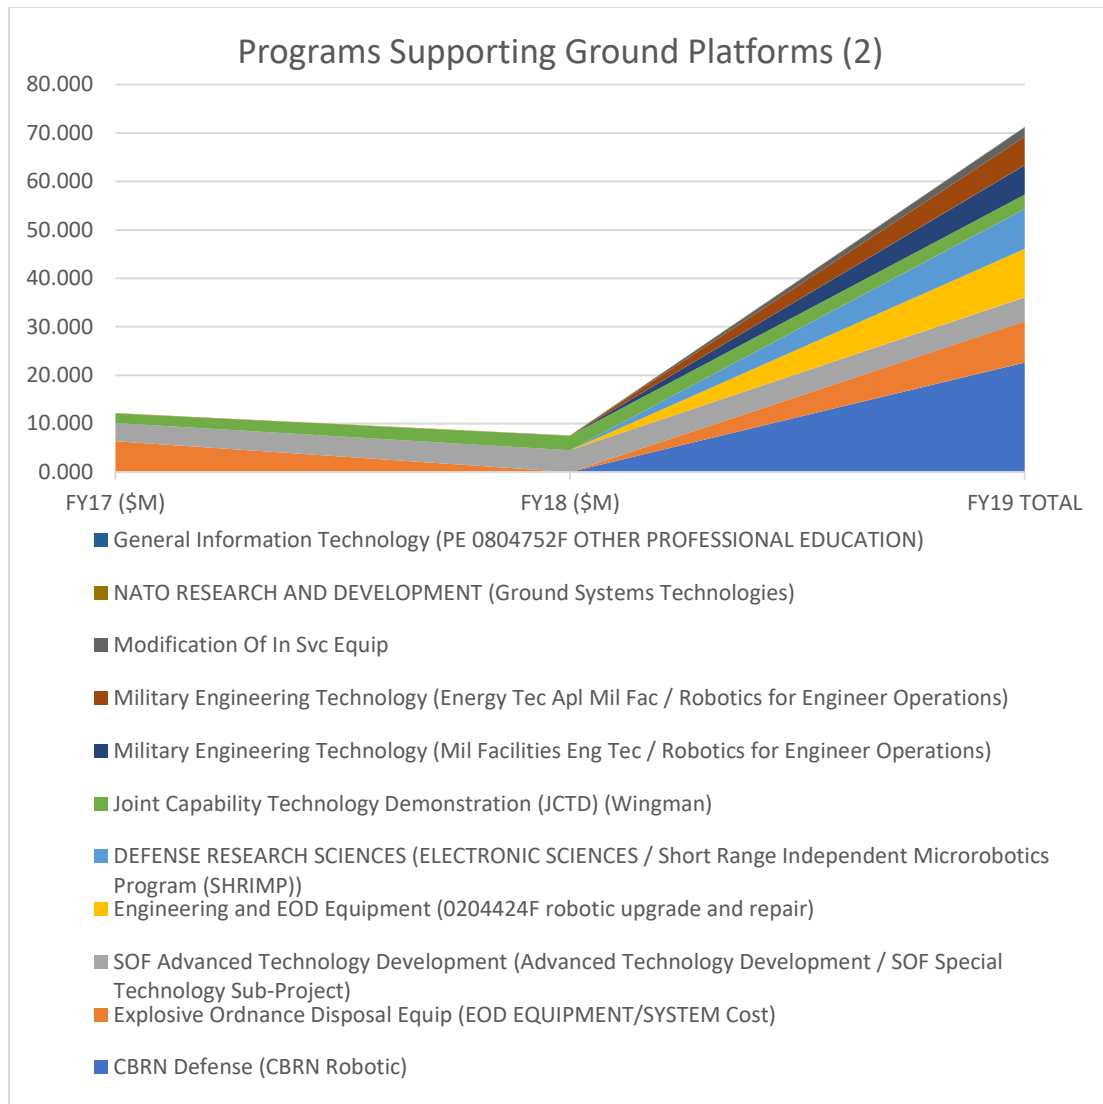 Programs Supporting Ground Platforms (2)
80.000
70.000
60.000
50.000
40.000
30.000
20.000
10.000
0.000
FY17 ($M)
FY18 ($M)
FY19 TOTAL
General Information Technology (PE 0804752F OTHER PROFESSIONAL EDUCATION)
NATO RESEARCH AND DEVELOPMENT (Ground Systems Technologies)
Modification Of In Svc Equip
Military Engineering Technology (Energy Tec Apl Mil Fac / Robotics for Engineer Operations)
Military Engineering Technology (Mil Facilities Eng Tec / Robotics for Engineer Operations)
Joint Capability Technology Demonstration (JCTD) (Wingman)
DEFENSE RESEARCH SCIENCES (ELECTRONIC SCIENCES / Short Range Independent Microrobotics
Program (SHRIMP))
Engineering and EOD Equipment (0204424F robotic upgrade and repair)
SOF Advanced Technology Development (Advanced Technology Development / SOF Special
Technology Sub-Project)
Explosive Ordnance Disposal Equip (EOD EQUIPMENT/SYSTEM Cost)
CBRN Defense (CBRN Robotic)